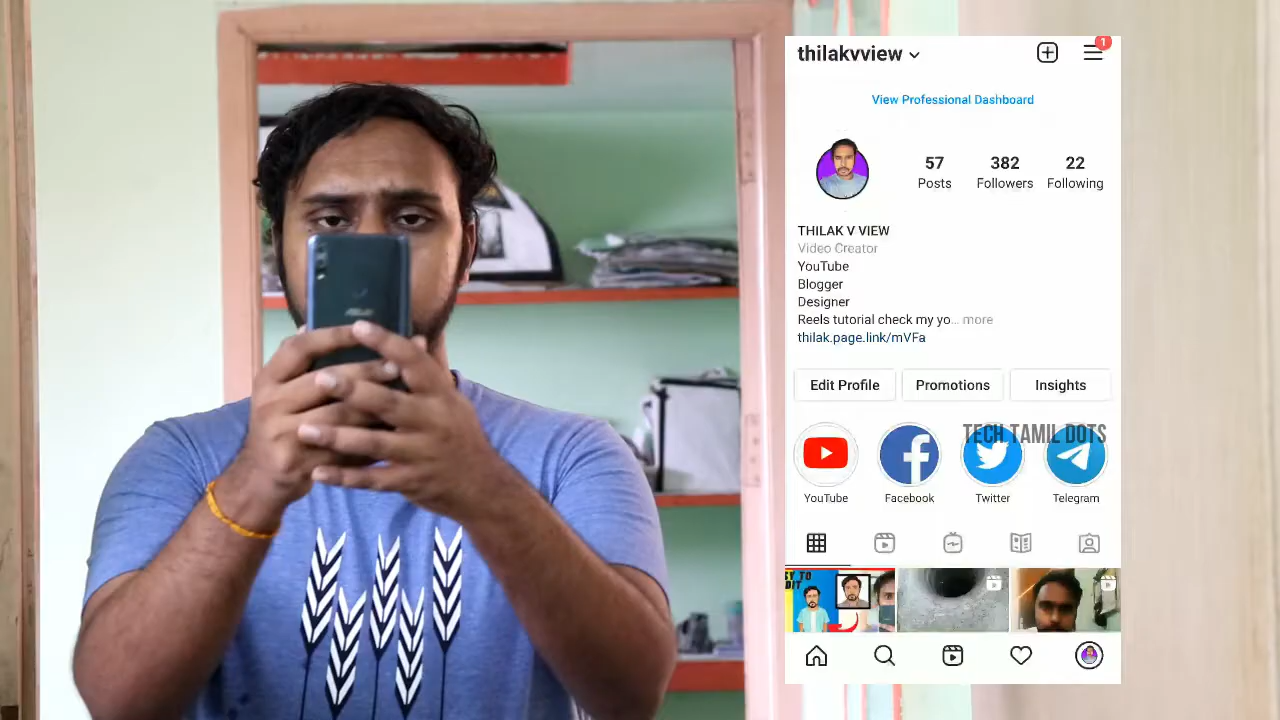 thilakvview
1
View Professional Dashboard
57
Posts
382
Followers
22
Following
THILAK V VIEW
Video Creator
YouTube
Blogger
Designer
Reels tutorial check my yo... more
thilak.page.link/mVFa
Edit Profile
Promotions
Insights
TECH TAMIL DOTS
YouTube
Facebook
Twitter
Telegram